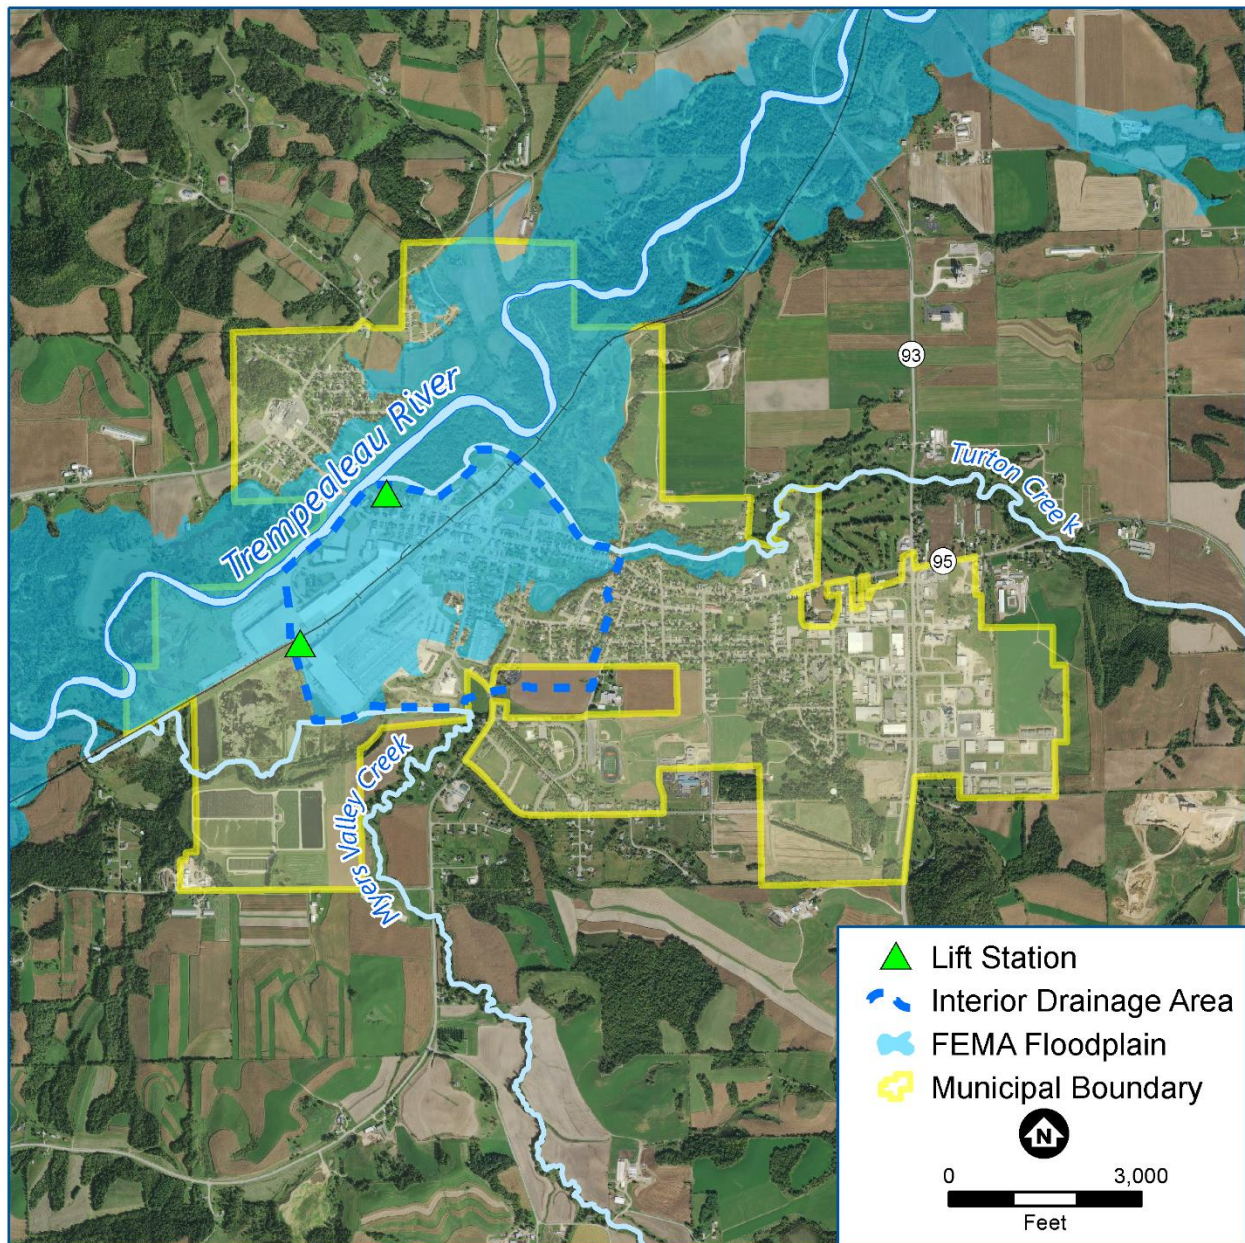 93
Trempealeau River
Turton Creek
95
Myers Valley Creek
Lift Station
Interior Drainage Area
FEMA Floodplain
Municipal Boundary
N
0 3,000
Feet